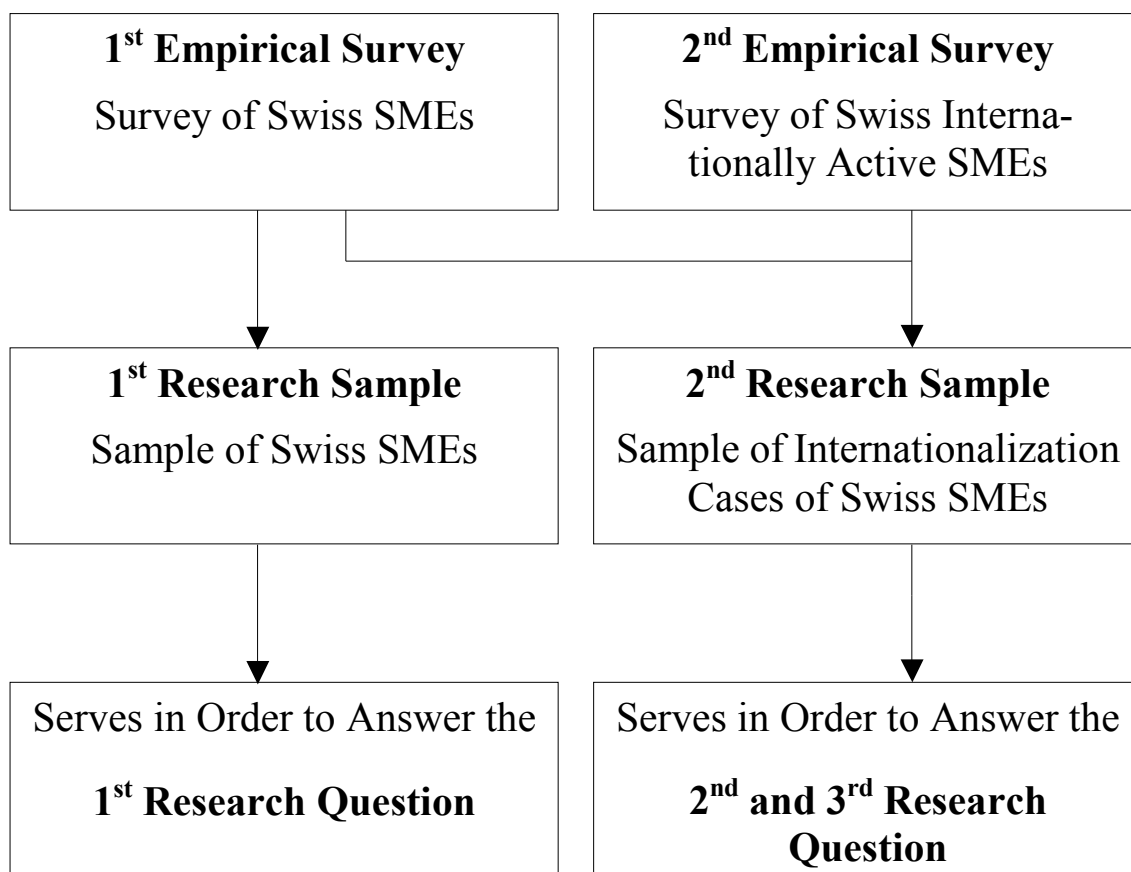 1st Empirical Survey
Survey of Swiss SMEs
2nd Empirical Survey
Survey of Swiss Interna-
tionally Active SMEs
1st Research Sample
Sample of Swiss SMEs
2nd Research Sample
Sample of Internationalization
Cases of Swiss SMEs
Serves in Order to Answer the
1st Research Question
Serves in Order to Answer the
2nd and 3rd Research
Question